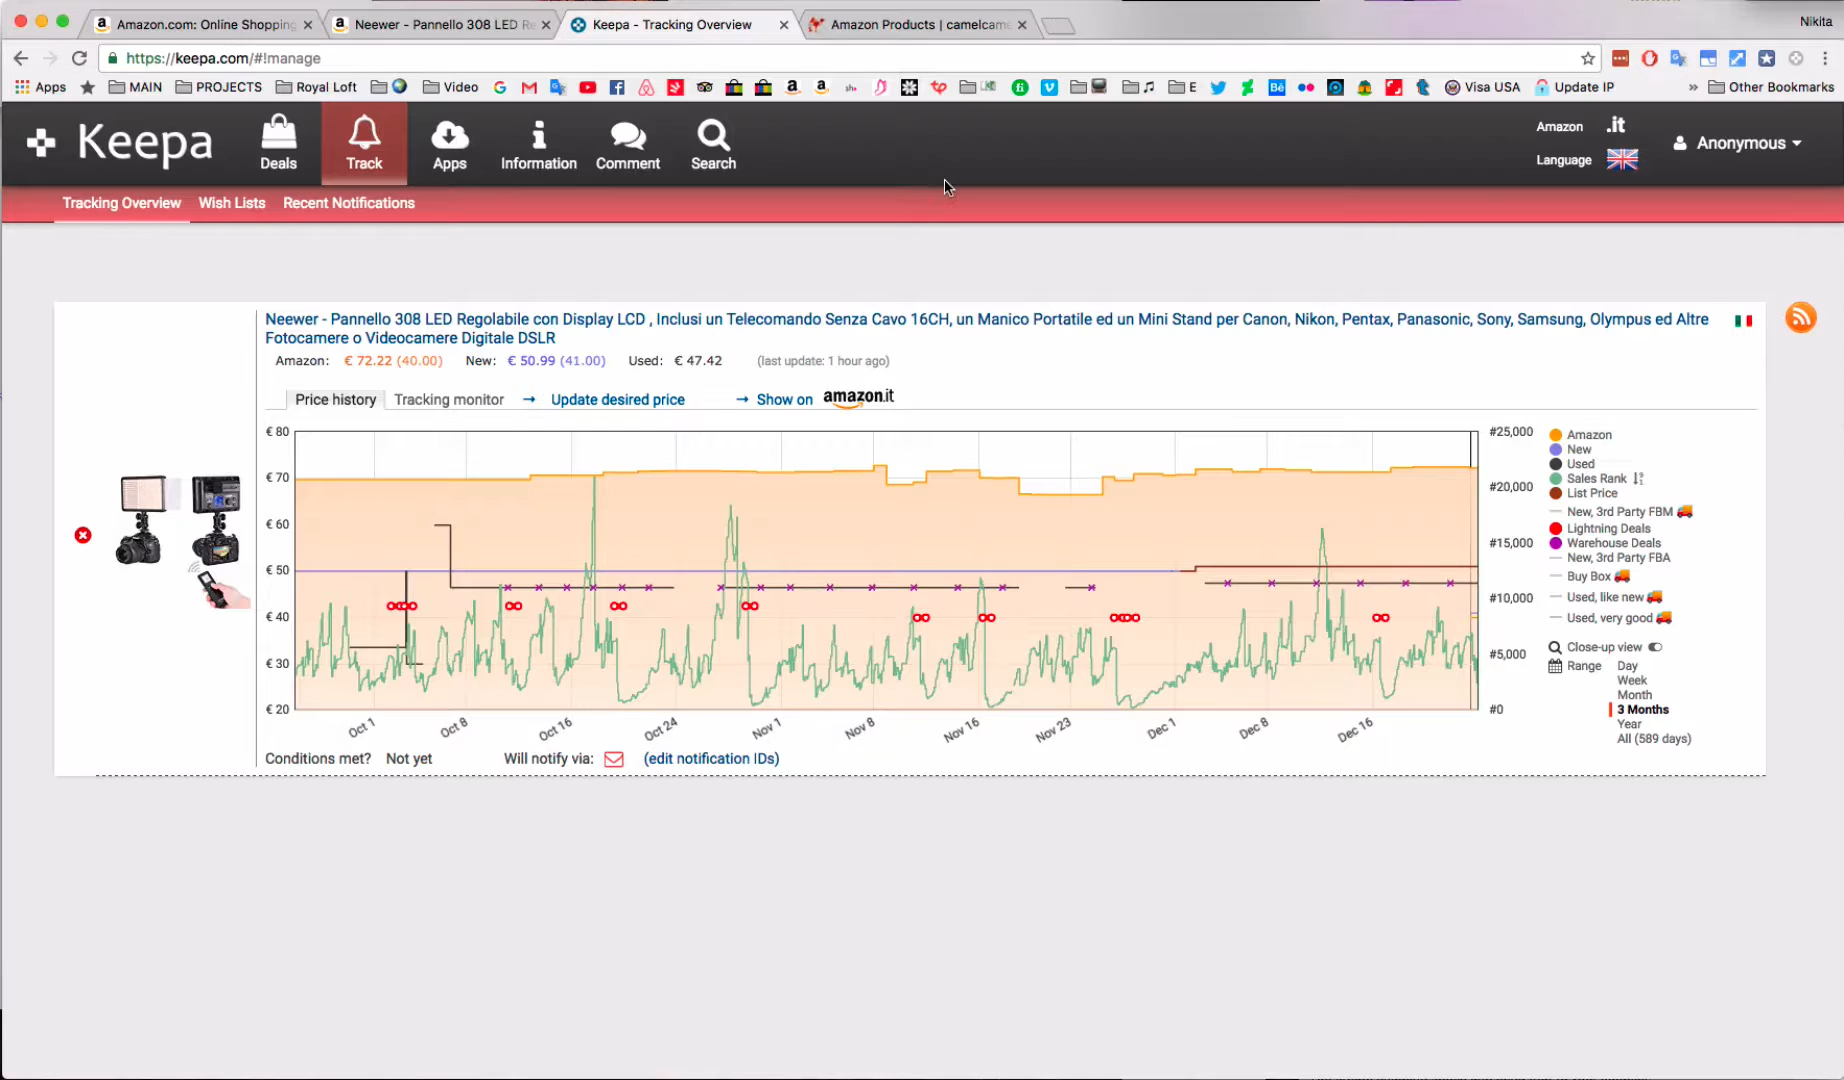 Amazon.com: Online Shopping
Neewer - Pannello 308 LED Re
Keepa - Tracking Overview
Amazon Products | camelcame
Nikita
https://keepa.com/#!manage
Apps
MAIN
PROJECTS
Royal Loft
Video
E
Visa USA
Update IP
Other Bookmarks
Keepa
Deals
Track
Apps
Information
Comment
Search
Amazon .it
Language
Anonymous
Tracking Overview
Wish Lists
Recent Notifications
Neewer - Pannello 308 LED Regolabile con Display LCD , Inclusi un Telecomando Senza Cavo 16CH, un Manico Portatile ed un Mini Stand per Canon, Nikon, Pentax, Panasonic, Sony, Samsung, Olympus ed Altre
Fotocamere o Videocamere Digitale DSLR
Amazon: € 72.22 (40.00) New: € 50.99 (41.00) Used: € 47.42 (last update: 1 hour ago)
Price history
Tracking monitor
→ Update desired price
→ Show on amazon.it
€ 80
€ 70
€ 60
€ 50
€ 40
€ 30
€ 20
#25,000
#20,000
#15,000
#10,000
#5,000
#0
Oct 1
Oct 8
Oct 16
Oct 24
Nov 1
Nov 8
Nov 16
Nov 23
Dec 1
Dec 8
Dec 16
Amazon
New
Used
Sales Rank
List Price
New, 3rd Party FBM
Lightning Deals
Warehouse Deals
New, 3rd Party FBA
Buy Box
Used, like new
Used, very good
Close-up view
Range
Day
Week
Month
3 Months
Year
All (589 days)
Conditions met? Not yet
Will notify via:
(edit notification IDs)